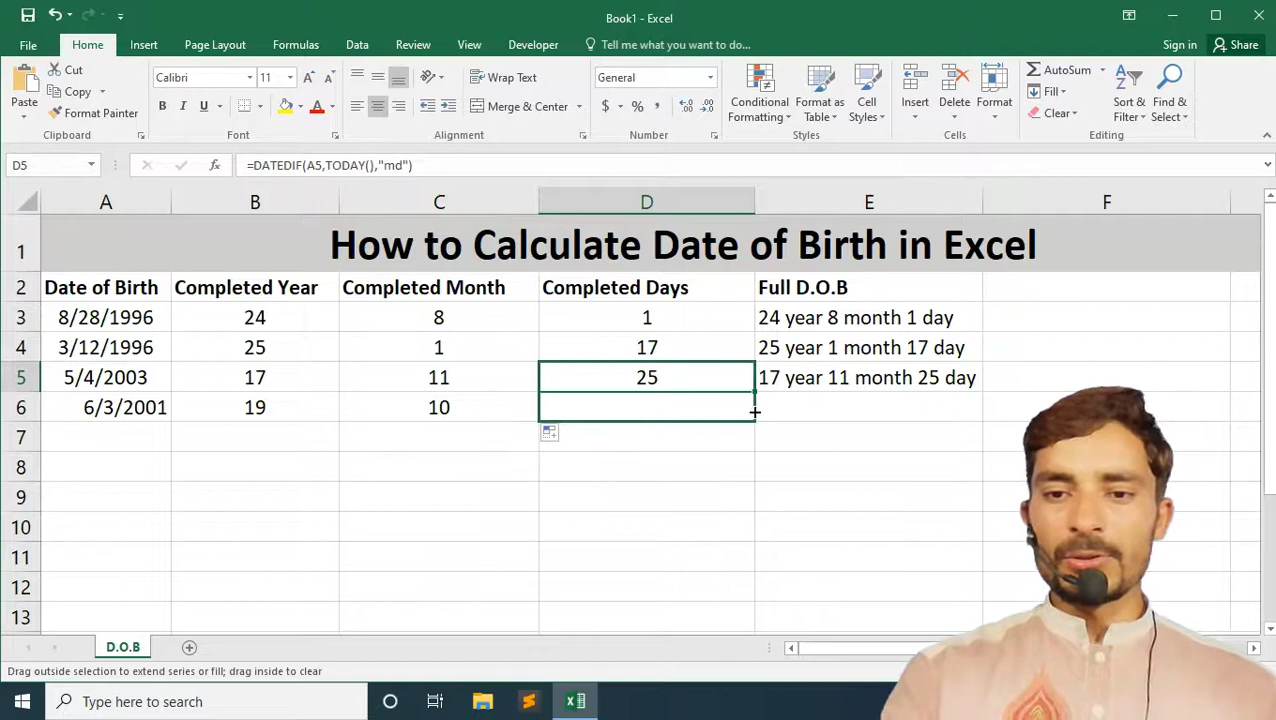 Book1 - Excel
File Home Insert Page Layout Formulas Data Review View Developer Tell me what you want to do... Sign in Share
Paste
Cut
Copy
Format Painter
Clipboard
Calibri 11
B I U
Font
Wrap Text
Merge & Center
Alignment
General
$ % ,
Number
Conditional Formatting
Format as Table
Cell Styles
Styles
Insert Delete Format
Cells
AutoSum
Fill
Clear
Sort & Filter
Find & Select
Editing
D5 fx =DATEDIF(A5,TODAY(),"md")
A B C D E F
1 How to Calculate Date of Birth in Excel
2 Date of Birth Completed Year Completed Month Completed Days Full D.O.B
3 8/28/1996 24 8 1 24 year 8 month 1 day
4 3/12/1996 25 1 17 25 year 1 month 17 day
5 5/4/2003 17 11 25 17 year 11 month 25 day
6 6/3/2001 19 10
7
8
9
10
11
12
13
D.O.B
Drag outside selection to extend series or fill; drag inside to clear
Type here to search